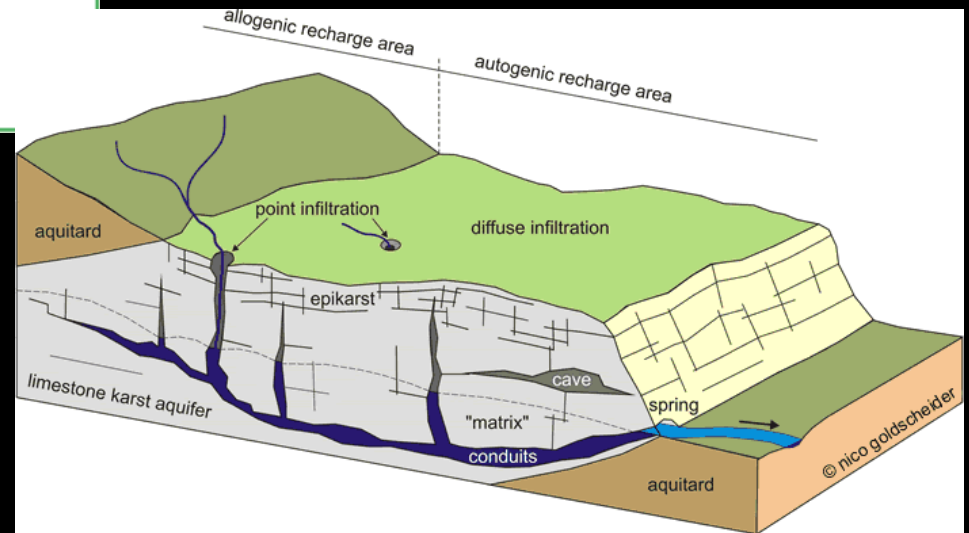 allogenic recharge area
autogenic recharge area
point infiltration
diffuse infiltration
aquitard
epikarst
cave
limestone karst aquifer
"matrix"
spring
conduits
aquitard
© nico goldscheider